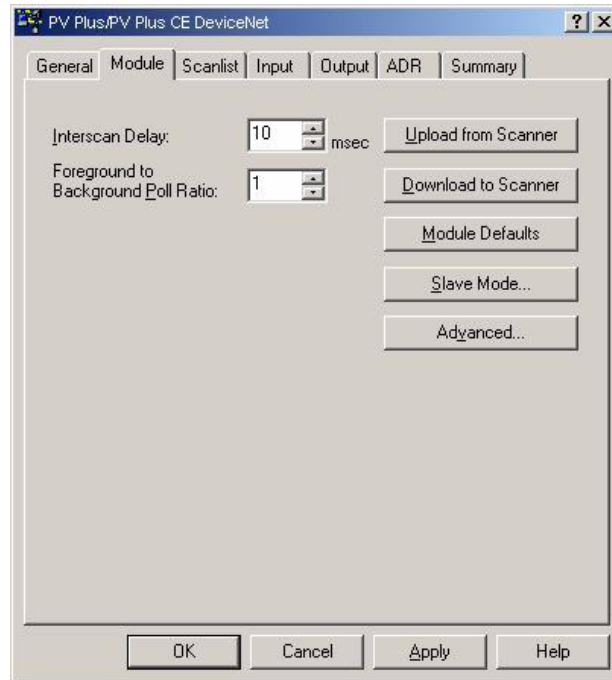 PV Plus/PV Plus CE DeviceNet
General Module Scanlist Input Output ADR Summary
Interscan Delay: 10 msec Upload from Scanner
Foreground to
Background Poll Ratio: 1 Download to Scanner
Module Defaults
Slave Mode...
Advanced...
OK Cancel Apply Help